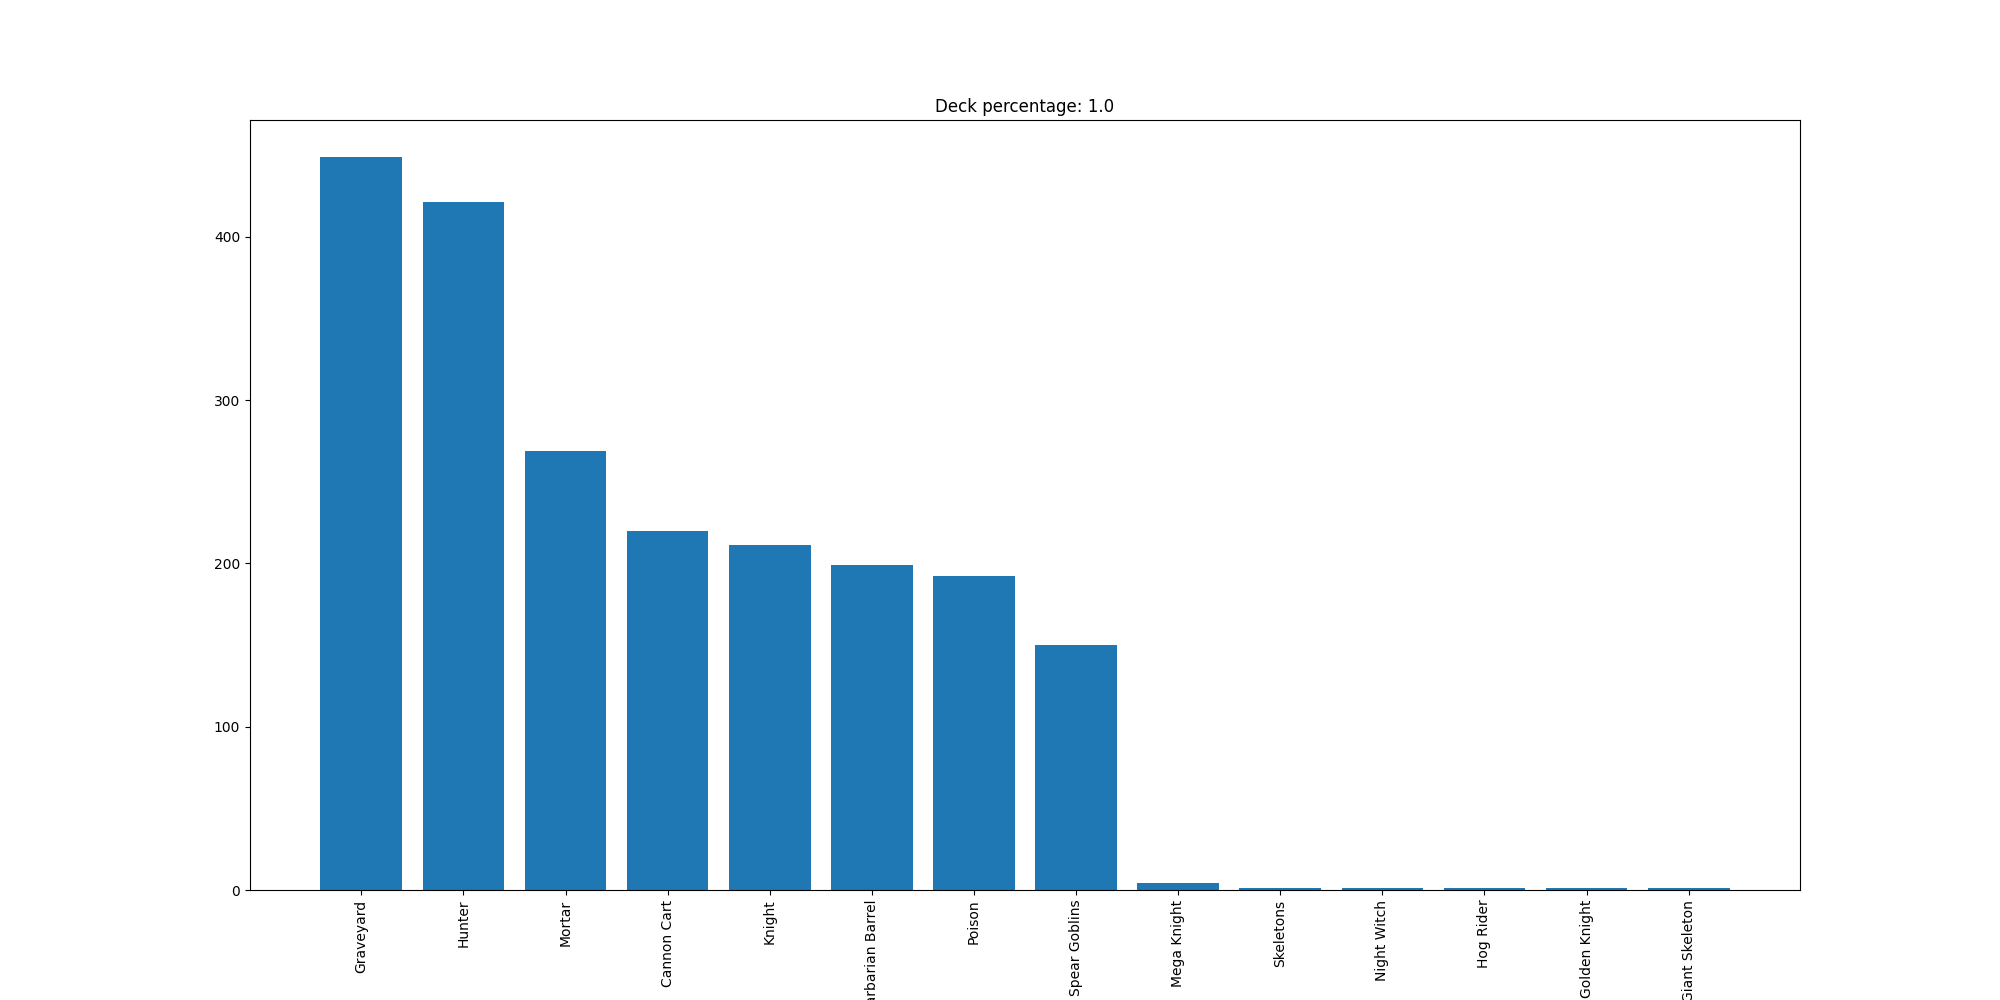 Deck percentage: 1.0
400
300
200
100
0
Graveyard
Hunter
Mortar
Cannon Cart
Knight
arbarian Barrel
Poison
Spear Goblins
Mega Knight
Skeletons
Night Witch
Hog Rider
Golden Knight
Giant Skeleton